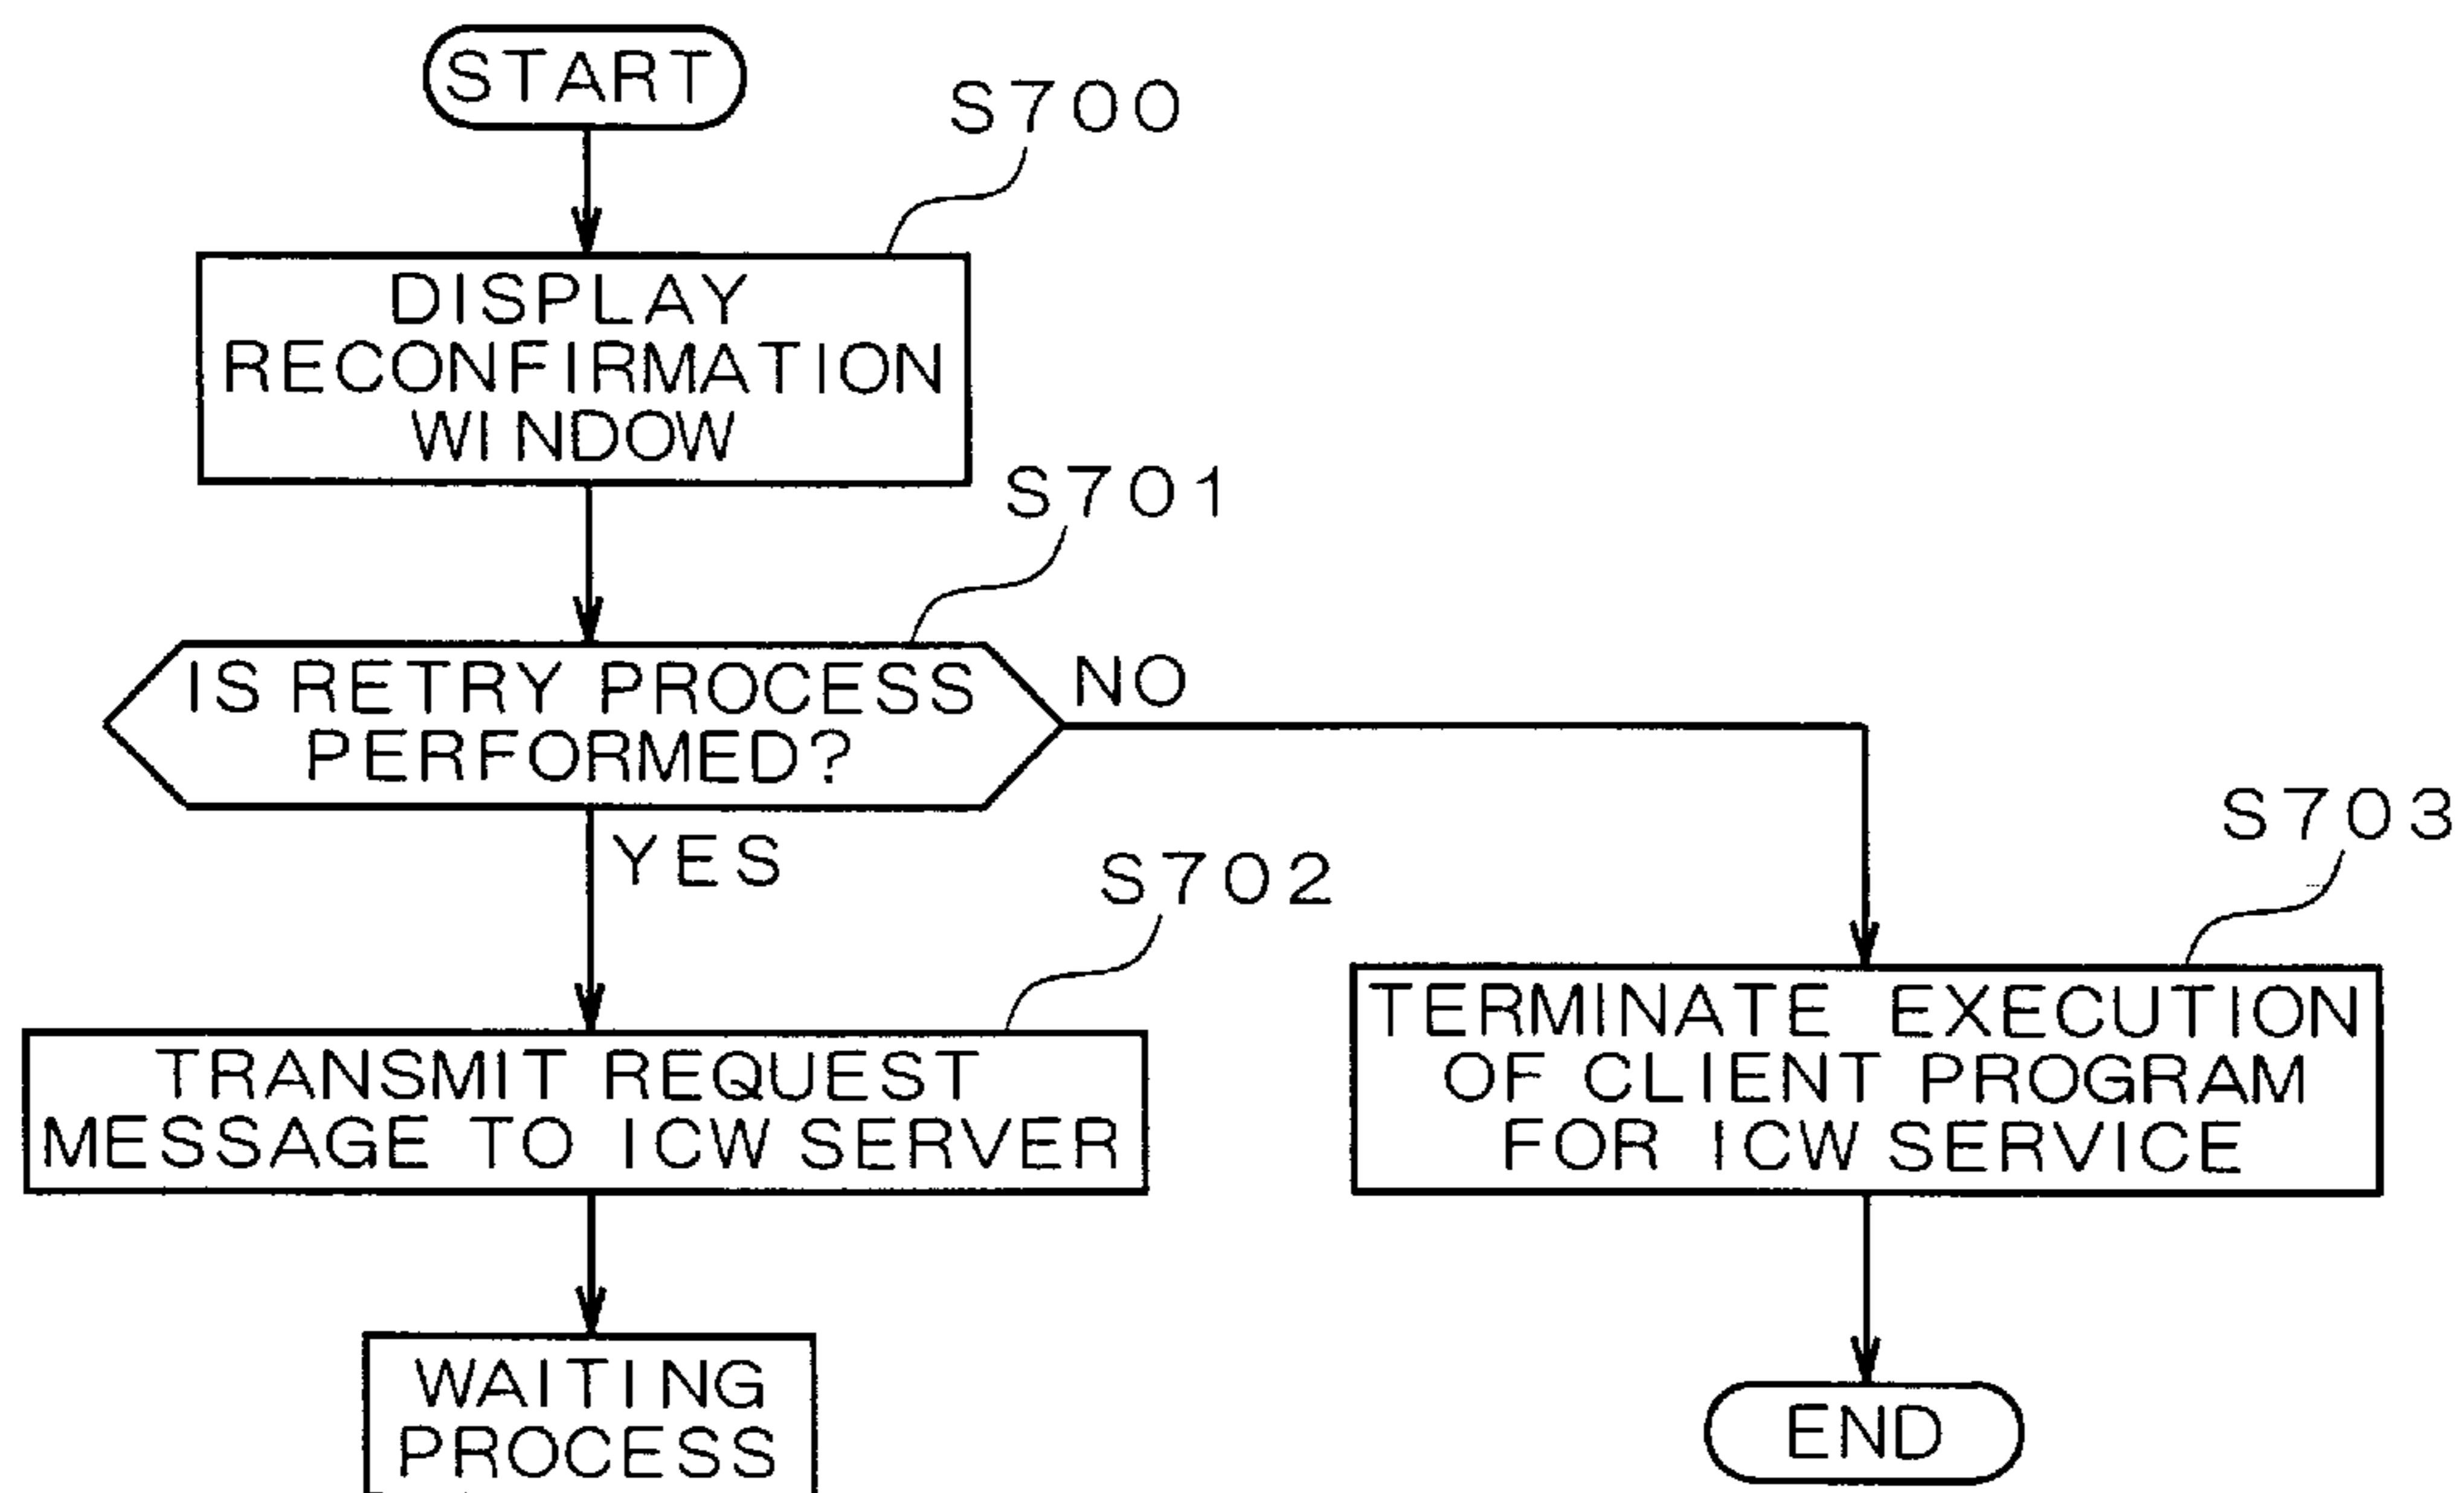 START
S700
DISPLAY
RECONFIRMATION
WINDOW
S701
IS RETRY PROCESS
PERFORMED?
NO
YES
S702
S703
TRANSMIT REQUEST
MESSAGE TO ICW SERVER
TERMINATE EXECUTION
OF CLIENT PROGRAM
FOR ICW SERVICE
WAITING
PROCESS
END